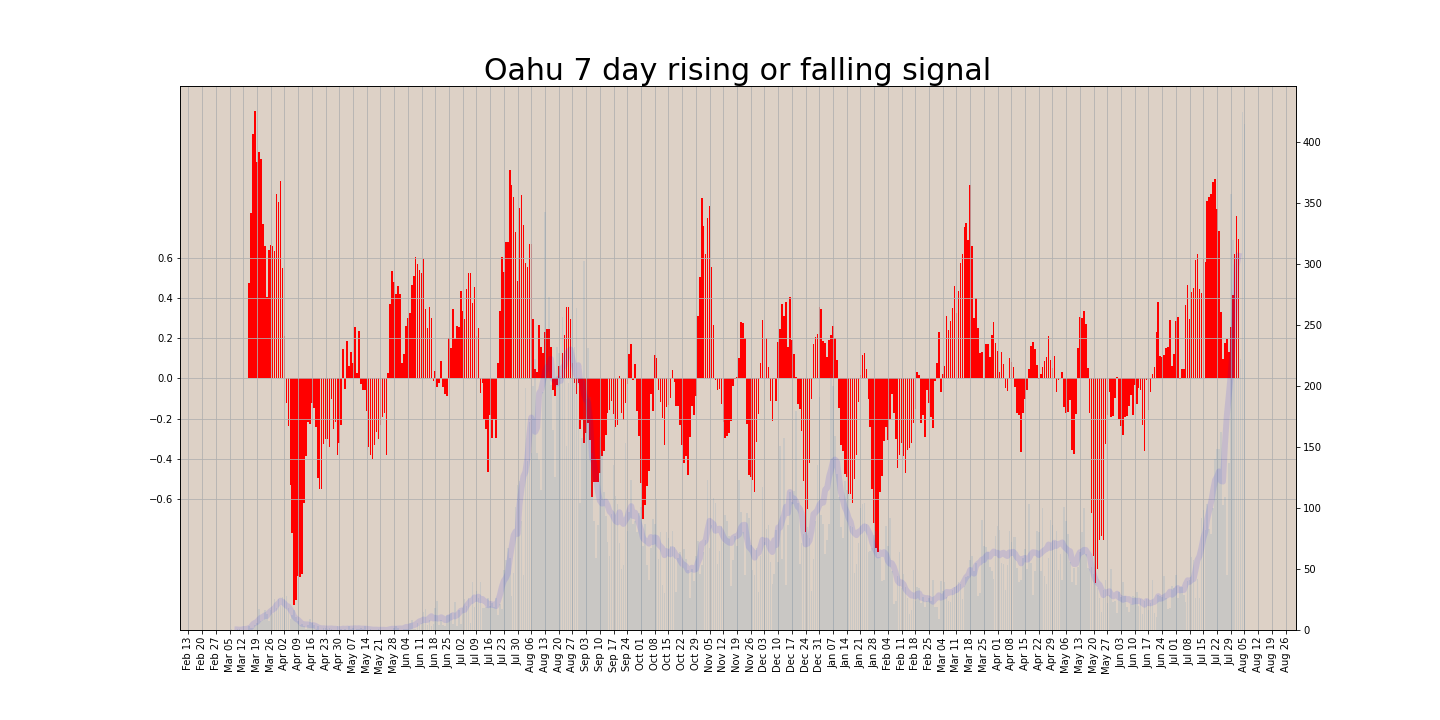 Oahu 7 day rising or falling signal
0.6
0.4
0.2
0.0
−0.2
−0.4
−0.6
400
350
300
250
200
150
100
50
0
Feb 13
Feb 20
Feb 27
Mar 05
Mar 12
Mar 19
Mar 26
Apr 02
Apr 09
Apr 16
Apr 23
Apr 30
May 07
May 14
May 21
May 28
Jun 04
Jun 11
Jun 18
Jun 25
Jul 02
Jul 09
Jul 16
Jul 23
Jul 30
Aug 06
Aug 13
Aug 20
Aug 27
Sep 03
Sep 10
Sep 17
Sep 24
Oct 01
Oct 08
Oct 15
Oct 22
Oct 29
Nov 05
Nov 12
Nov 19
Nov 26
Dec 03
Dec 10
Dec 17
Dec 24
Dec 31
Jan 07
Jan 14
Jan 21
Jan 28
Feb 04
Feb 11
Feb 18
Feb 25
Mar 04
Mar 11
Mar 18
Mar 25
Apr 01
Apr 08
Apr 15
Apr 22
Apr 29
May 06
May 13
May 20
May 27
Jun 03
Jun 10
Jun 17
Jun 24
Jul 01
Jul 08
Jul 15
Jul 22
Jul 29
Aug 05
Aug 12
Aug 19
Aug 26